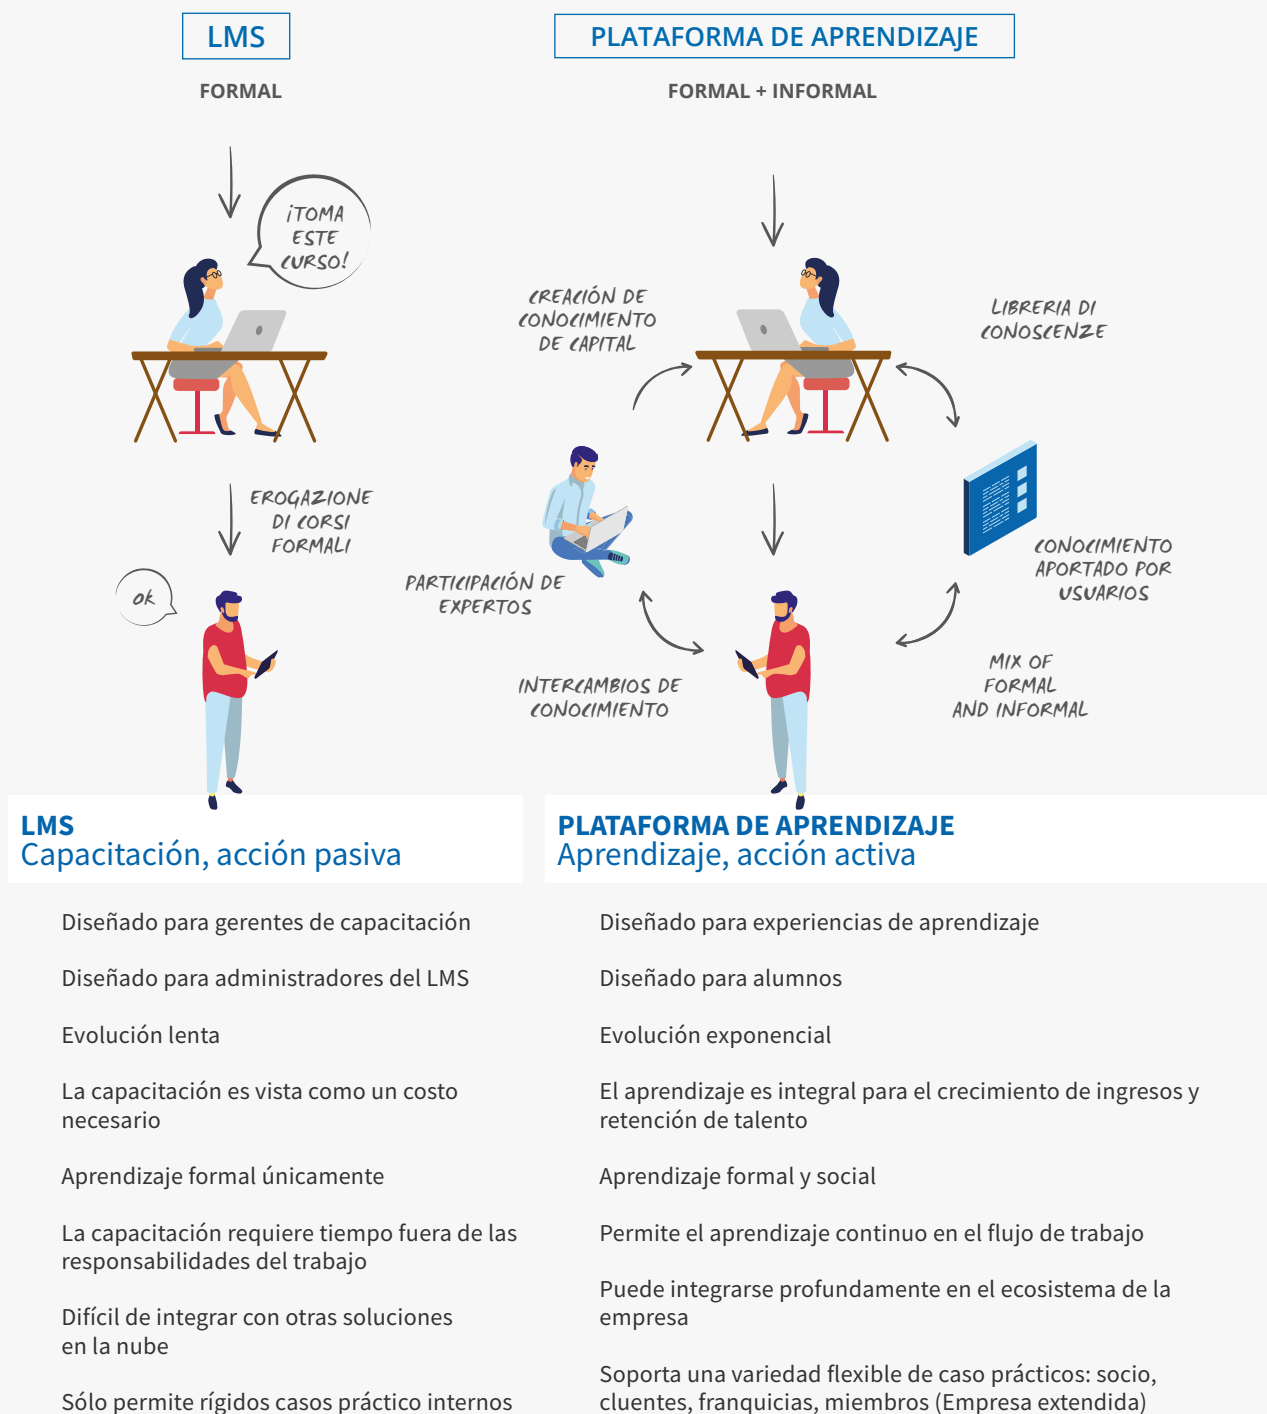 LMS
FORMAL
¡TOMA
ESTE
CURSO!
EROGAZIONE
DI CORSI
FORMALI
OK
PLATAFORMA DE APRENDIZAJE
FORMAL + INFORMAL
CREACIÓN DE
CONOCIMIENTO
DE CAPITAL
LIBRERIA DI
CONOSCENZE
PARTICIPACIÓN DE
EXPERTOS
CONOCIMIENTO
APORTADO POR
USUARIOS
INTERCAMBIOS DE
CONOCIMIENTO
MIX OF
FORMAL
AND INFORMAL
LMS
Capacitación, acción pasiva
Diseñado para gerentes de capacitación
Diseñado para administradores del LMS
Evolución lenta
La capacitación es vista como un costo
necesario
Aprendizaje formal únicamente
La capacitación requiere tiempo fuera de las
responsabilidades del trabajo
Difícil de integrar con otras soluciones
en la nube
Sólo permite rígidos casos práctico internos
PLATAFORMA DE APRENDIZAJE
Aprendizaje, acción activa
Diseñado para experiencias de aprendizaje
Diseñado para alumnos
Evolución exponencial
El aprendizaje es integral para el crecimiento de ingresos y
retención de talento
Aprendizaje formal y social
Permite el aprendizaje continuo en el flujo de trabajo
Puede integrarse profundamente en el ecosistema de la
empresa
Soporta una variedad flexible de caso prácticos: socio,
cluentes, franquicias, miembros (Empresa extendida)